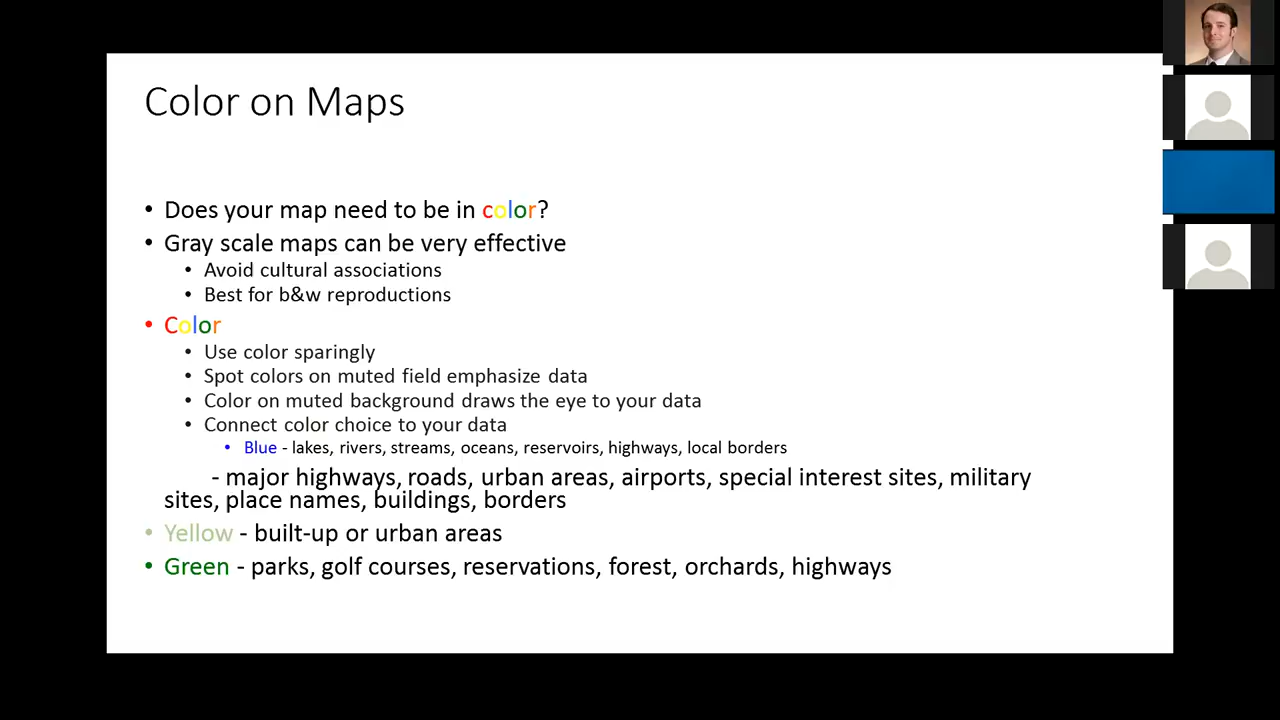 Color on Maps
• Does your map need to be in color?
• Gray scale maps can be very effective
• Avoid cultural associations
• Best for b&w reproductions
• Color
• Use color sparingly
• Spot colors on muted field emphasize data
• Color on muted background draws the eye to your data
• Connect color choice to your data
• Blue - lakes, rivers, streams, oceans, reservoirs, highways, local borders
- major highways, roads, urban areas, airports, special interest sites, military
sites, place names, buildings, borders
• Yellow - built-up or urban areas
• Green - parks, golf courses, reservations, forest, orchards, highways